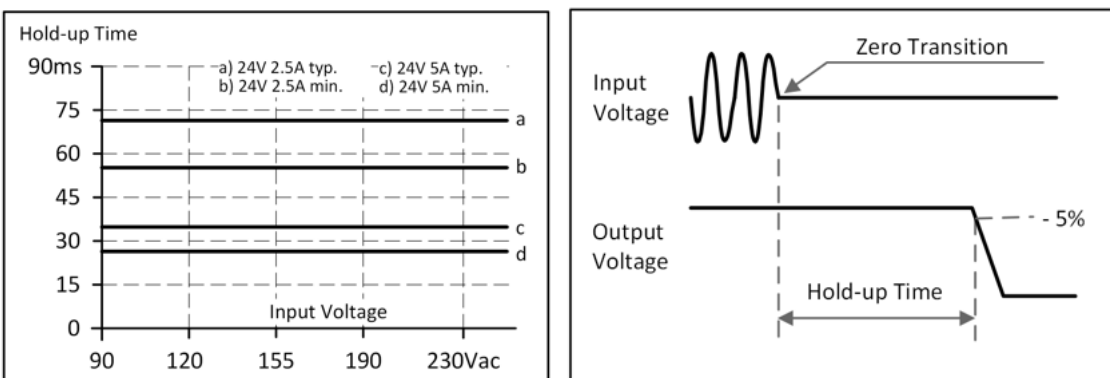 Hold-up Time
90ms
a) 24V 2.5A typ. c) 24V 5A typ.
b) 24V 2.5A min. d) 24V 5A min.
75
a
60
b
45
c
30
d
15
Input Voltage
0
90 120 155 190 230Vac
Zero Transition
Input
Voltage
- 5%
Output
Voltage
Hold-up Time